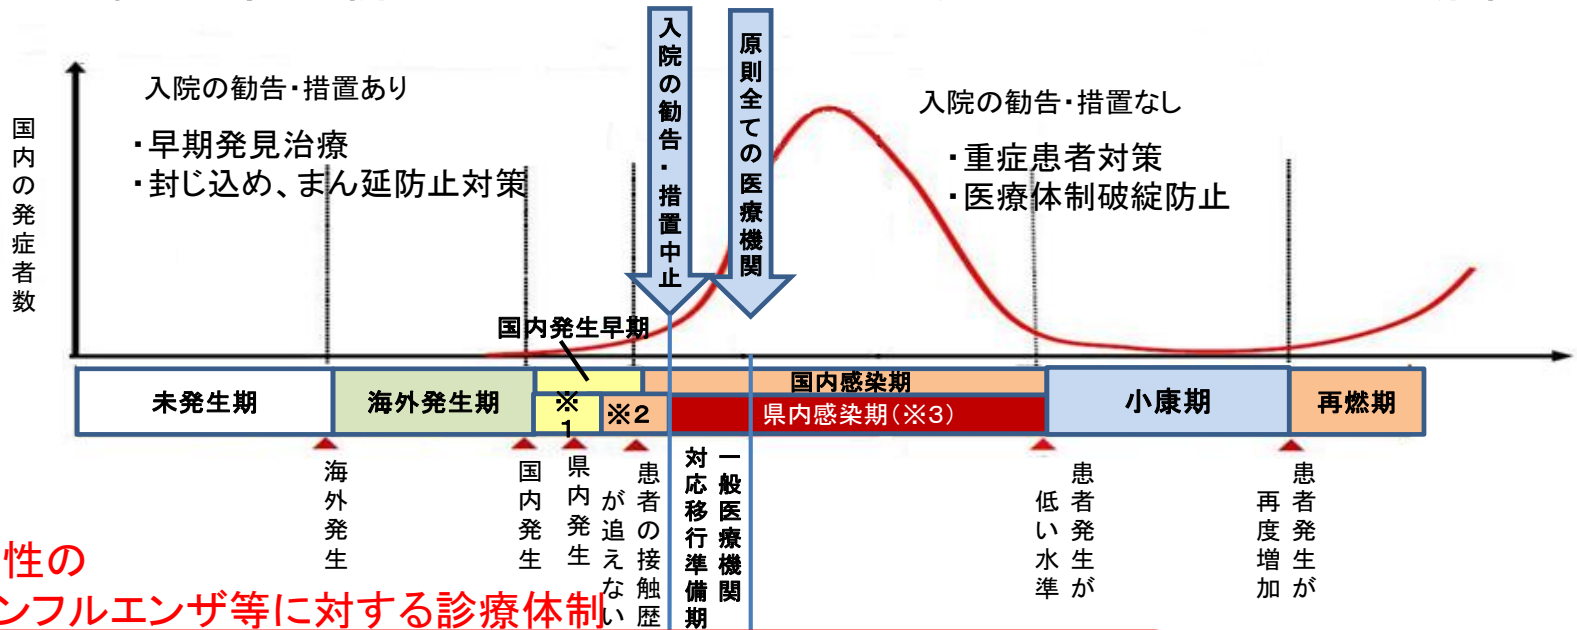 入院の勧告・措置中止
原則全ての医療機関
国内の発症者数
入院の勧告・措置あり
・早期発見治療
・封じ込め、まん延防止対策
入院の勧告・措置なし
・重症患者対策
・医療体制破綻防止
国内発生早期
未発生期
海外発生期
※1
※2
国内感染期
県内感染期(※3)
小康期
再燃期
海外発生
国内発生
県内発生
患者の接触歴
が追えない
一般医療機関
対応移行準備期
患者発生が
低い水準
患者発生が
再度増加
性の
ンフルエンザ等に対する診療体制